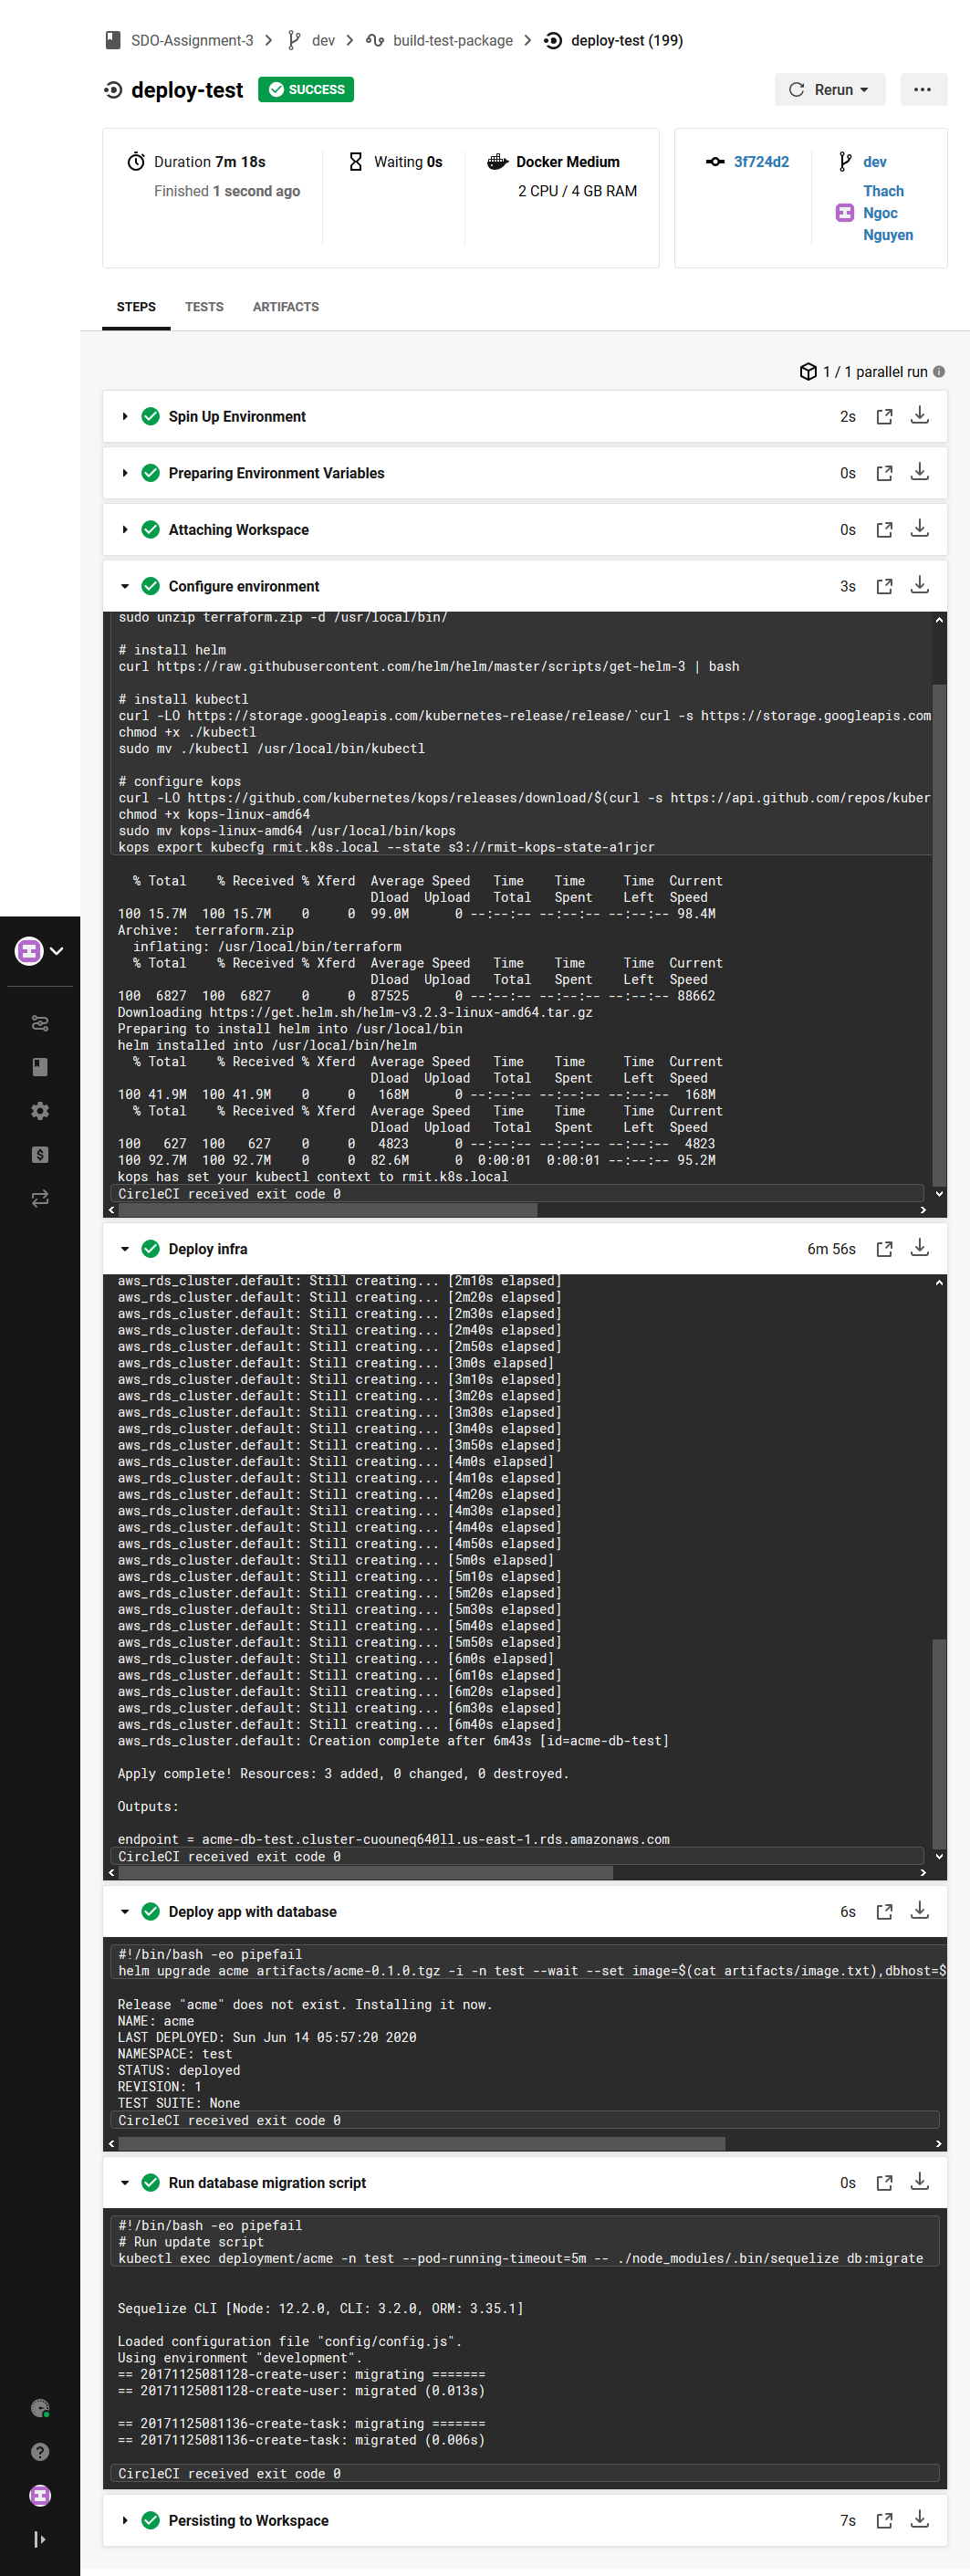 SDO-Assignment-3 dev build-test-package deploy-test (199)
deploy-test SUCCESS Rerun
Duration 7m 18s
Finished 1 second ago
Waiting 0s
Docker Medium
2 CPU / 4 GB RAM
3f724d2
dev
Thach
Ngoc
Nguyen
STEPS TESTS ARTIFACTS
1 / 1 parallel run
Spin Up Environment 2s
Preparing Environment Variables 0s
Attaching Workspace 0s
Configure environment 3s
sudo unzip terraform.zip -d /usr/local/bin/
# install helm
curl https://raw.githubusercontent.com/helm/helm/master/scripts/get-helm-3 | bash
# install kubectl
curl -LO https://storage.googleapis.com/kubernetes-release/release/`curl -s https://storage.googleapis.com
chmod +x ./kubectl
sudo mv ./kubectl /usr/local/bin/kubectl
# configure kops
curl -LO https://github.com/kubernetes/kops/releases/download/$(curl -s https://api.github.com/repos/kuber
chmod +x kops-linux-amd64
sudo mv kops-linux-amd64 /usr/local/bin/kops
kops export kubecfg rmit.k8s.local --state s3://rmit-kops-state-a1rjcr
% Total % Received % Xferd Average Speed Time Time Time Current
Dload Upload Total Spent Left Speed
100 15.7M 100 15.7M 0 0 99.0M 0 --:--:-- --:--:-- --:--:-- 98.4M
Archive: terraform.zip
inflating: /usr/local/bin/terraform
% Total % Received % Xferd Average Speed Time Time Time Current
Dload Upload Total Spent Left Speed
100 6827 100 6827 0 0 87525 0 --:--:-- --:--:-- --:--:-- 88662
Downloading https://get.helm.sh/helm-v3.2.3-linux-amd64.tar.gz
Preparing to install helm into /usr/local/bin
helm installed into /usr/local/bin/helm
% Total % Received % Xferd Average Speed Time Time Time Current
Dload Upload Total Spent Left Speed
100 41.9M 100 41.9M 0 0 168M 0 --:--:-- --:--:-- --:--:-- 168M
% Total % Received % Xferd Average Speed Time Time Time Current
Dload Upload Total Spent Left Speed
100 627 100 627 0 0 4823 0 --:--:-- --:--:-- --:--:-- 4823
100 92.7M 100 92.7M 0 0 82.6M 0 0:00:01 0:00:01 --:--:-- 95.2M
kops has set your kubectl context to rmit.k8s.local
CircleCI received exit code 0
Deploy infra 6m 56s
aws_rds_cluster.default: Still creating... [2m10s elapsed]
aws_rds_cluster.default: Still creating... [2m20s elapsed]
aws_rds_cluster.default: Still creating... [2m30s elapsed]
aws_rds_cluster.default: Still creating... [2m40s elapsed]
aws_rds_cluster.default: Still creating... [2m50s elapsed]
aws_rds_cluster.default: Still creating... [3m0s elapsed]
aws_rds_cluster.default: Still creating... [3m10s elapsed]
aws_rds_cluster.default: Still creating... [3m20s elapsed]
aws_rds_cluster.default: Still creating... [3m30s elapsed]
aws_rds_cluster.default: Still creating... [3m40s elapsed]
aws_rds_cluster.default: Still creating... [3m50s elapsed]
aws_rds_cluster.default: Still creating... [4m0s elapsed]
aws_rds_cluster.default: Still creating... [4m10s elapsed]
aws_rds_cluster.default: Still creating... [4m20s elapsed]
aws_rds_cluster.default: Still creating... [4m30s elapsed]
aws_rds_cluster.default: Still creating... [4m40s elapsed]
aws_rds_cluster.default: Still creating... [4m50s elapsed]
aws_rds_cluster.default: Still creating... [5m0s elapsed]
aws_rds_cluster.default: Still creating... [5m10s elapsed]
aws_rds_cluster.default: Still creating... [5m20s elapsed]
aws_rds_cluster.default: Still creating... [5m30s elapsed]
aws_rds_cluster.default: Still creating... [5m40s elapsed]
aws_rds_cluster.default: Still creating... [5m50s elapsed]
aws_rds_cluster.default: Still creating... [6m0s elapsed]
aws_rds_cluster.default: Still creating... [6m10s elapsed]
aws_rds_cluster.default: Still creating... [6m20s elapsed]
aws_rds_cluster.default: Still creating... [6m30s elapsed]
aws_rds_cluster.default: Still creating... [6m40s elapsed]
aws_rds_cluster.default: Creation complete after 6m43s [id=acme-db-test]
Apply complete! Resources: 3 added, 0 changed, 0 destroyed.
Outputs:
endpoint = acme-db-test.cluster-cuouneq640ll.us-east-1.rds.amazonaws.com
CircleCI received exit code 0
Deploy app with database 6s
#!/bin/bash -eo pipefail
helm upgrade acme artifacts/acme-0.1.0.tgz -i -n test --wait --set image=$(cat artifacts/image.txt),dbhost=$
Release "acme" does not exist. Installing it now.
NAME: acme
LAST DEPLOYED: Sun Jun 14 05:57:20 2020
NAMESPACE: test
STATUS: deployed
REVISION: 1
TEST SUITE: None
CircleCI received exit code 0
Run database migration script 0s
#!/bin/bash -eo pipefail
# Run update script
kubectl exec deployment/acme -n test --pod-running-timeout=5m -- ./node_modules/.bin/sequelize db:migrate
Sequelize CLI [Node: 12.2.0, CLI: 3.2.0, ORM: 3.35.1]
Loaded configuration file "config/config.js".
Using environment "development".
== 20171125081128-create-user: migrating =======
== 20171125081128-create-user: migrated (0.013s)
== 20171125081136-create-task: migrating =======
== 20171125081136-create-task: migrated (0.006s)
CircleCI received exit code 0
Persisting to Workspace 7s